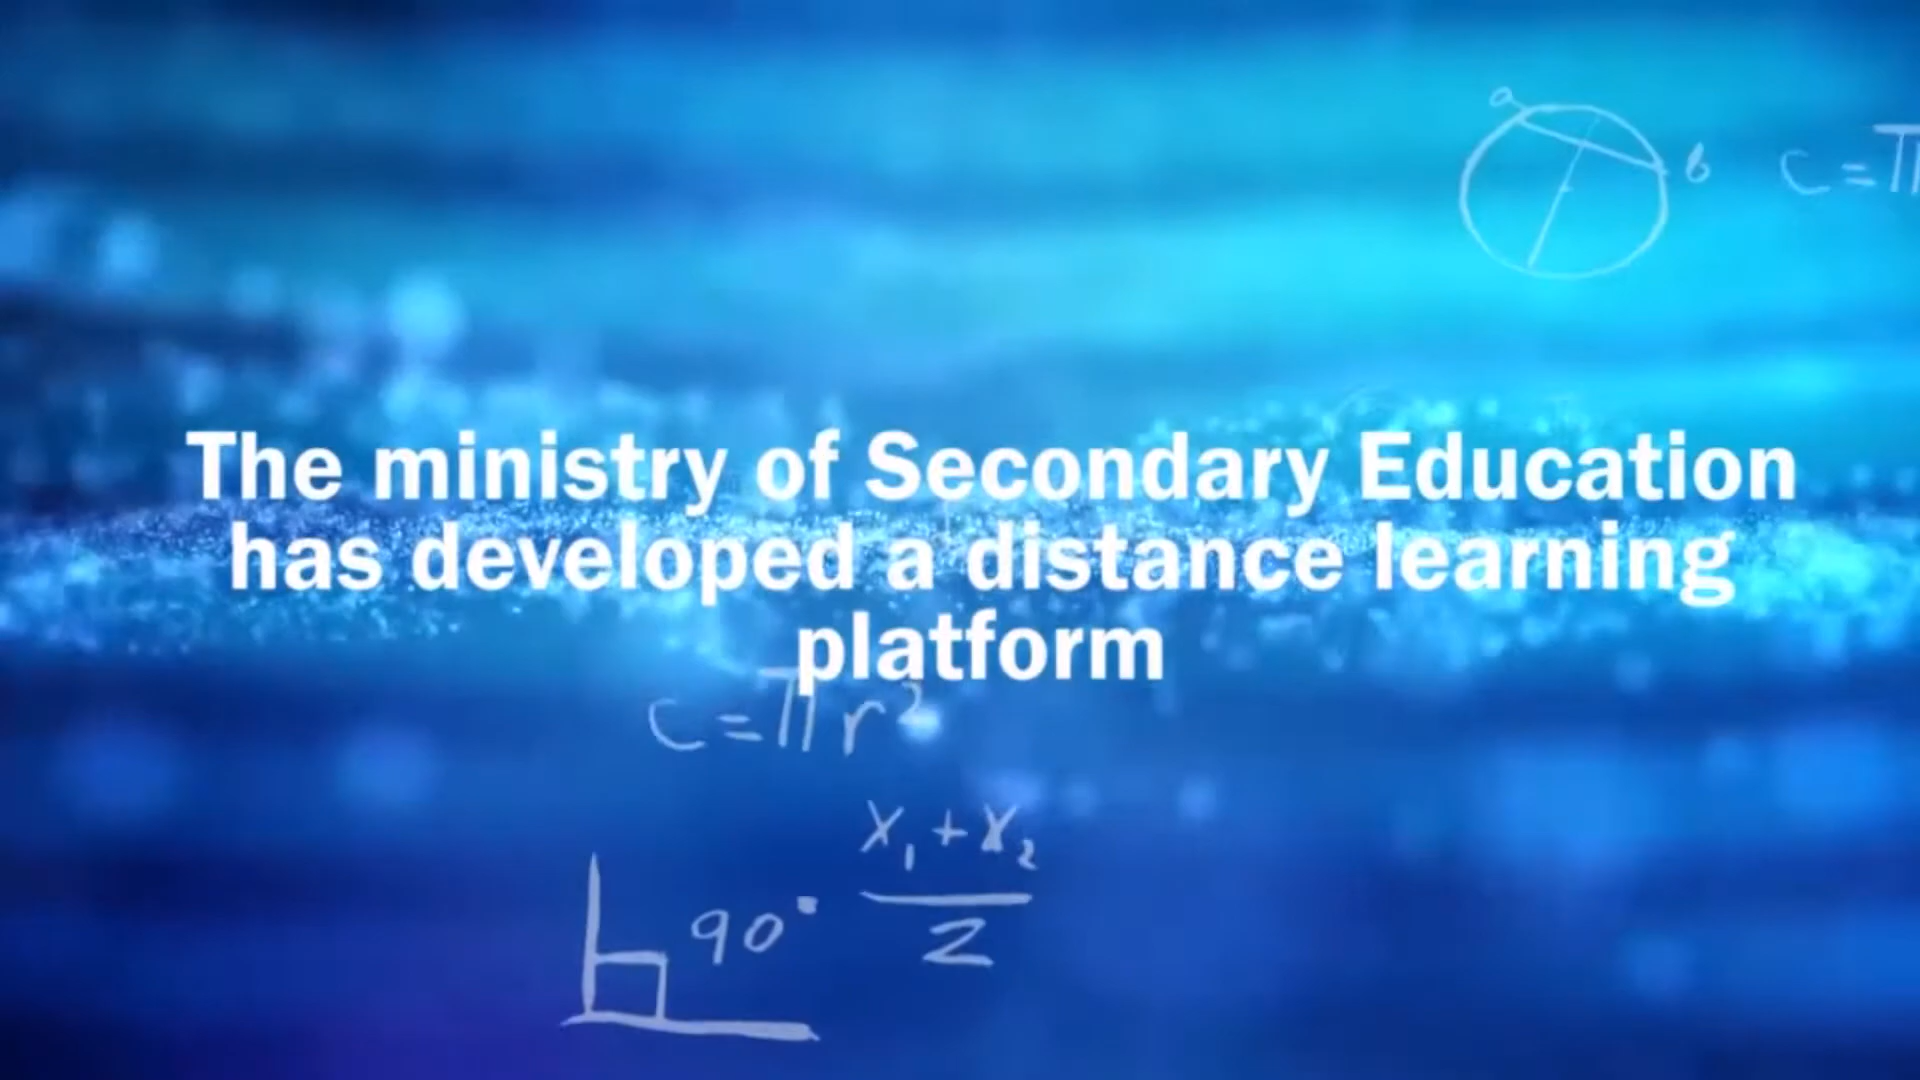 a
b C=π
The ministry of Secondary Education
has developed a distance learning
platform
C=πr²
X₁+X₂
90°
2